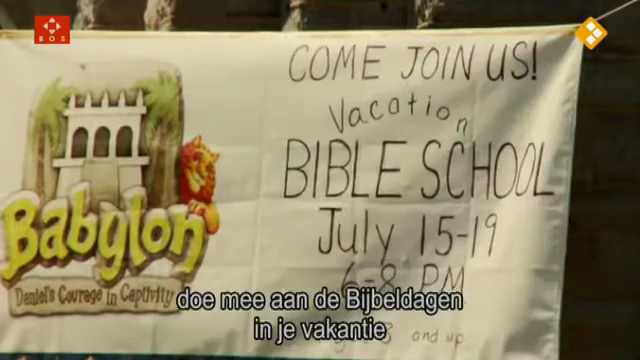 BOS
COME JOIN US!
Vacation
BIBLE SCHOOL
July 15-19
6-8 PM
and up
Babylon
Daniel's Courage in Captivity
doe mee aan de Bijbeldagen
in je vakantie